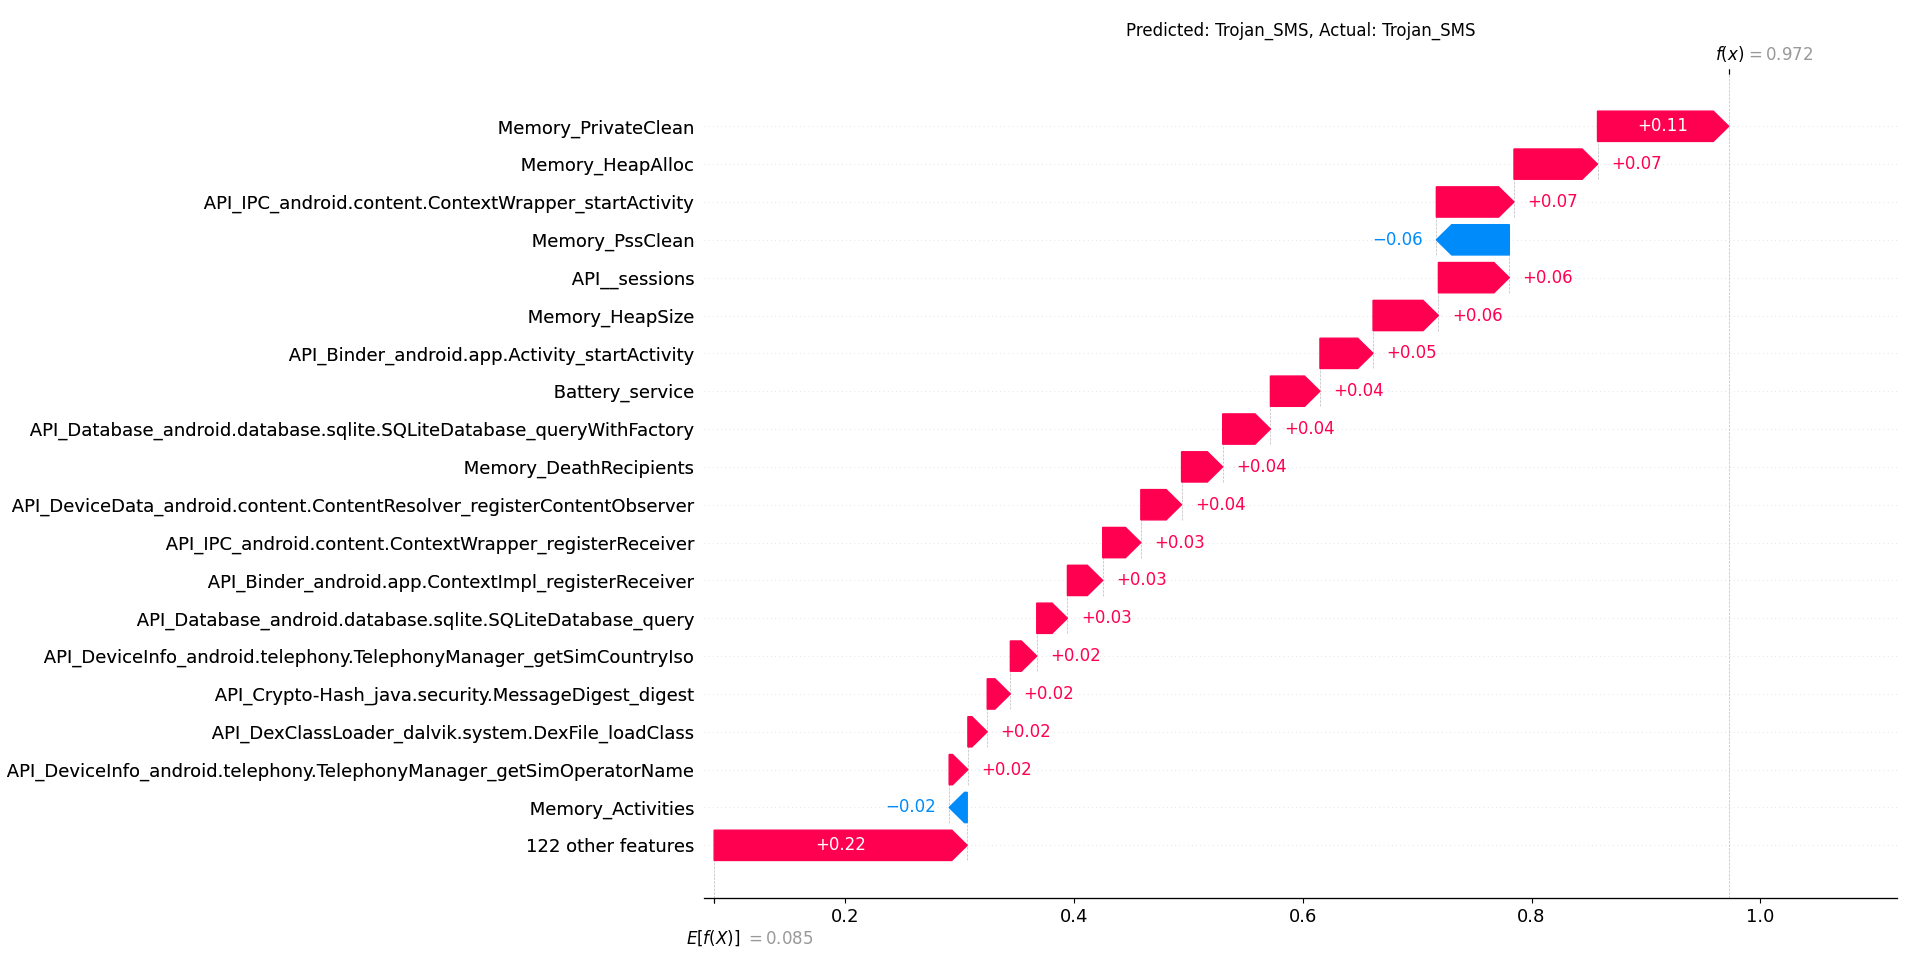 Predicted: Trojan_SMS, Actual: Trojan_SMS
f(x) = 0.972
Memory_PrivateClean +0.11
Memory_HeapAlloc +0.07
API_IPC_android.content.ContextWrapper_startActivity +0.07
Memory_PssClean −0.06
API__sessions +0.06
Memory_HeapSize +0.06
API_Binder_android.app.Activity_startActivity +0.05
Battery_service +0.04
API_Database_android.database.sqlite.SQLiteDatabase_queryWithFactory +0.04
Memory_DeathRecipients +0.04
API_DeviceData_android.content.ContentResolver_registerContentObserver +0.04
API_IPC_android.content.ContextWrapper_registerReceiver +0.03
API_Binder_android.app.ContextImpl_registerReceiver +0.03
API_Database_android.database.sqlite.SQLiteDatabase_query +0.03
API_DeviceInfo_android.telephony.TelephonyManager_getSimCountryIso +0.02
API_Crypto-Hash_java.security.MessageDigest_digest +0.02
API_DexClassLoader_dalvik.system.DexFile_loadClass +0.02
API_DeviceInfo_android.telephony.TelephonyManager_getSimOperatorName +0.02
Memory_Activities −0.02
122 other features +0.22
0.2 0.4 0.6 0.8 1.0
E[f(X)] = 0.085